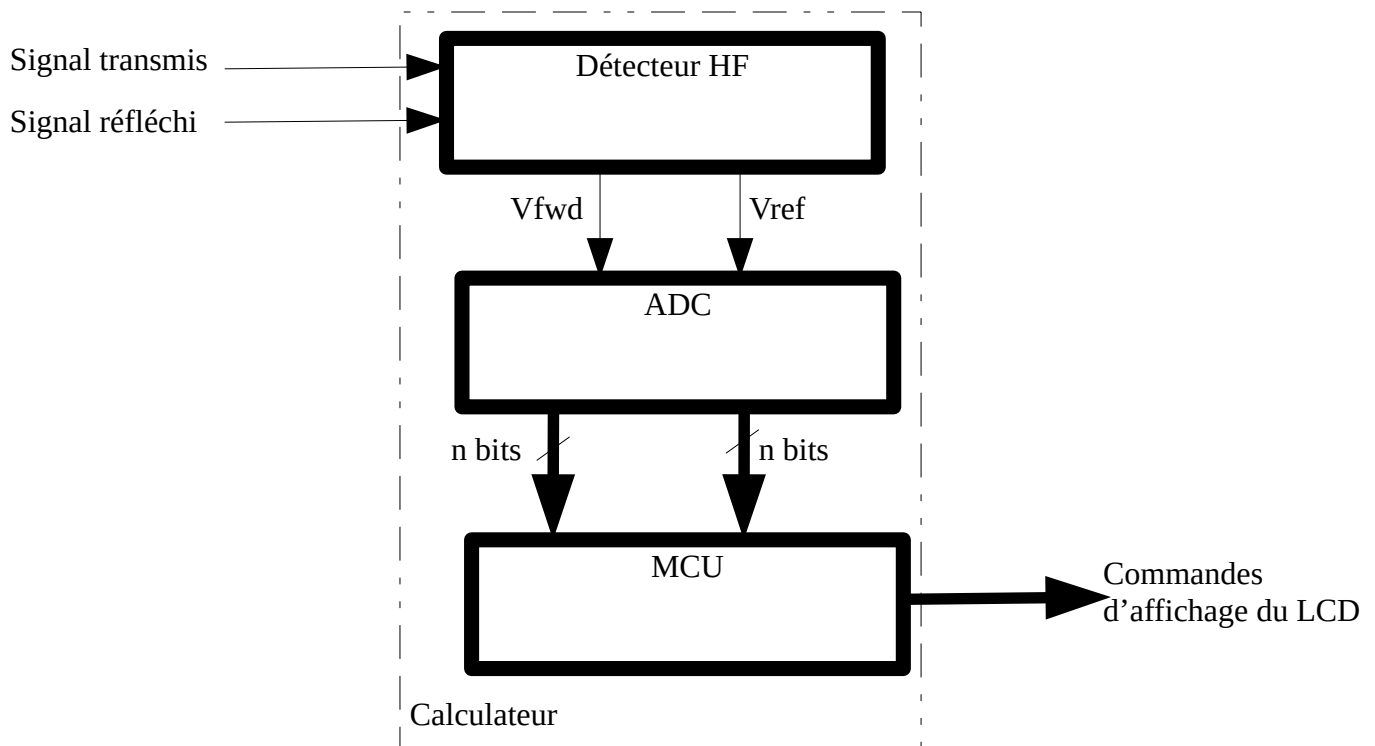 Signal transmis
Détecteur HF
Signal réfléchi
Vfwd
Vref
ADC
n bits
n bits
MCU
Commandes
d’affichage du LCD
Calculateur